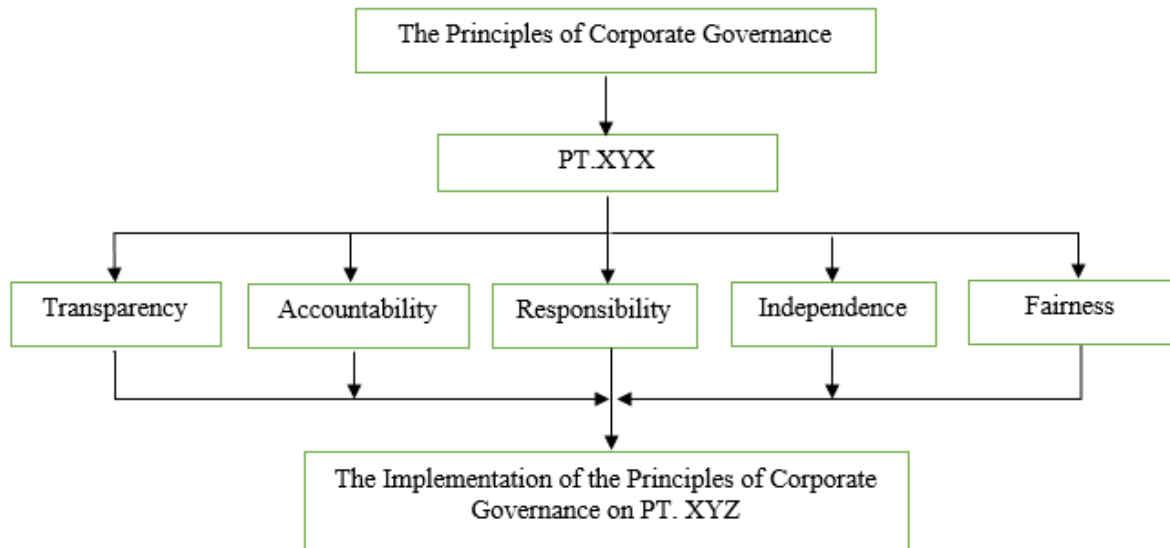 The Principles of Corporate Governance
PT.XYX
Transparency
Accountability
Responsibility
Independence
Fairness
The Implementation of the Principles of Corporate
Governance on PT. XYZ